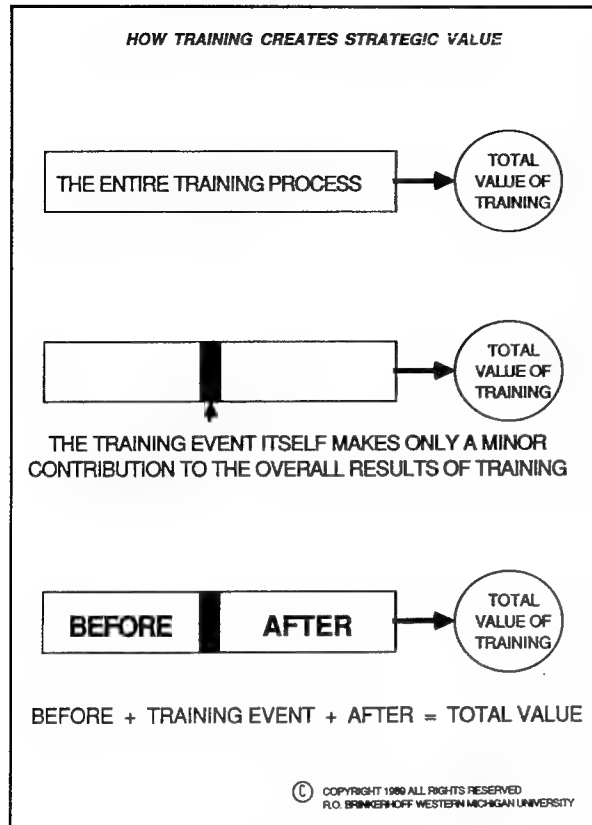 HOW TRAINING CREATES STRATEGIC VALUE
THE ENTIRE TRAINING PROCESS
TOTAL
VALUE OF
TRAINING
TOTAL
VALUE OF
TRAINING
THE TRAINING EVENT ITSELF MAKES ONLY A MINOR
CONTRIBUTION TO THE OVERALL RESULTS OF TRAINING
BEFORE
AFTER
TOTAL
VALUE OF
TRAINING
BEFORE + TRAINING EVENT + AFTER = TOTAL VALUE
© COPYRIGHT 1989 ALL RIGHTS RESERVED
R.O. BRINKERHOFF WESTERN MICHIGAN UNIVERSITY